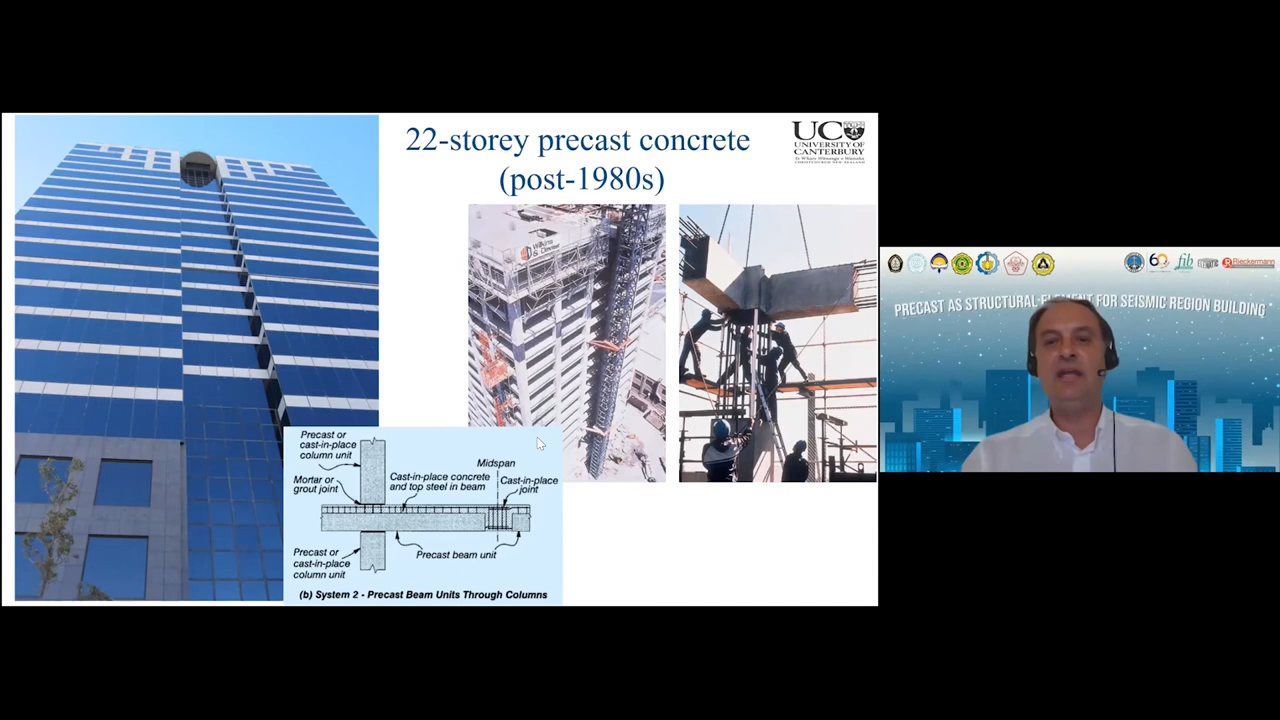 22-storey precast concrete
(post-1980s)
UC
UNIVERSITY OF
CANTERBURY
Te Whare Wānanga o Waitaha
CHRISTCHURCH NEW ZEALAND
Wilkins
& Davies
Precast or
cast-in-place
column unit
Mortar or
grout joint
Cast-in-place concrete
and top steel in beam
Midspan
Cast-in-place
joint
Precast or
cast-in-place
column unit
Precast beam unit
(b) System 2 - Precast Beam Units Through Columns
60
fib
Rieckermann
PRECAST AS STRUCTURAL ELEMENT FOR SEISMIC REGION BUILDING